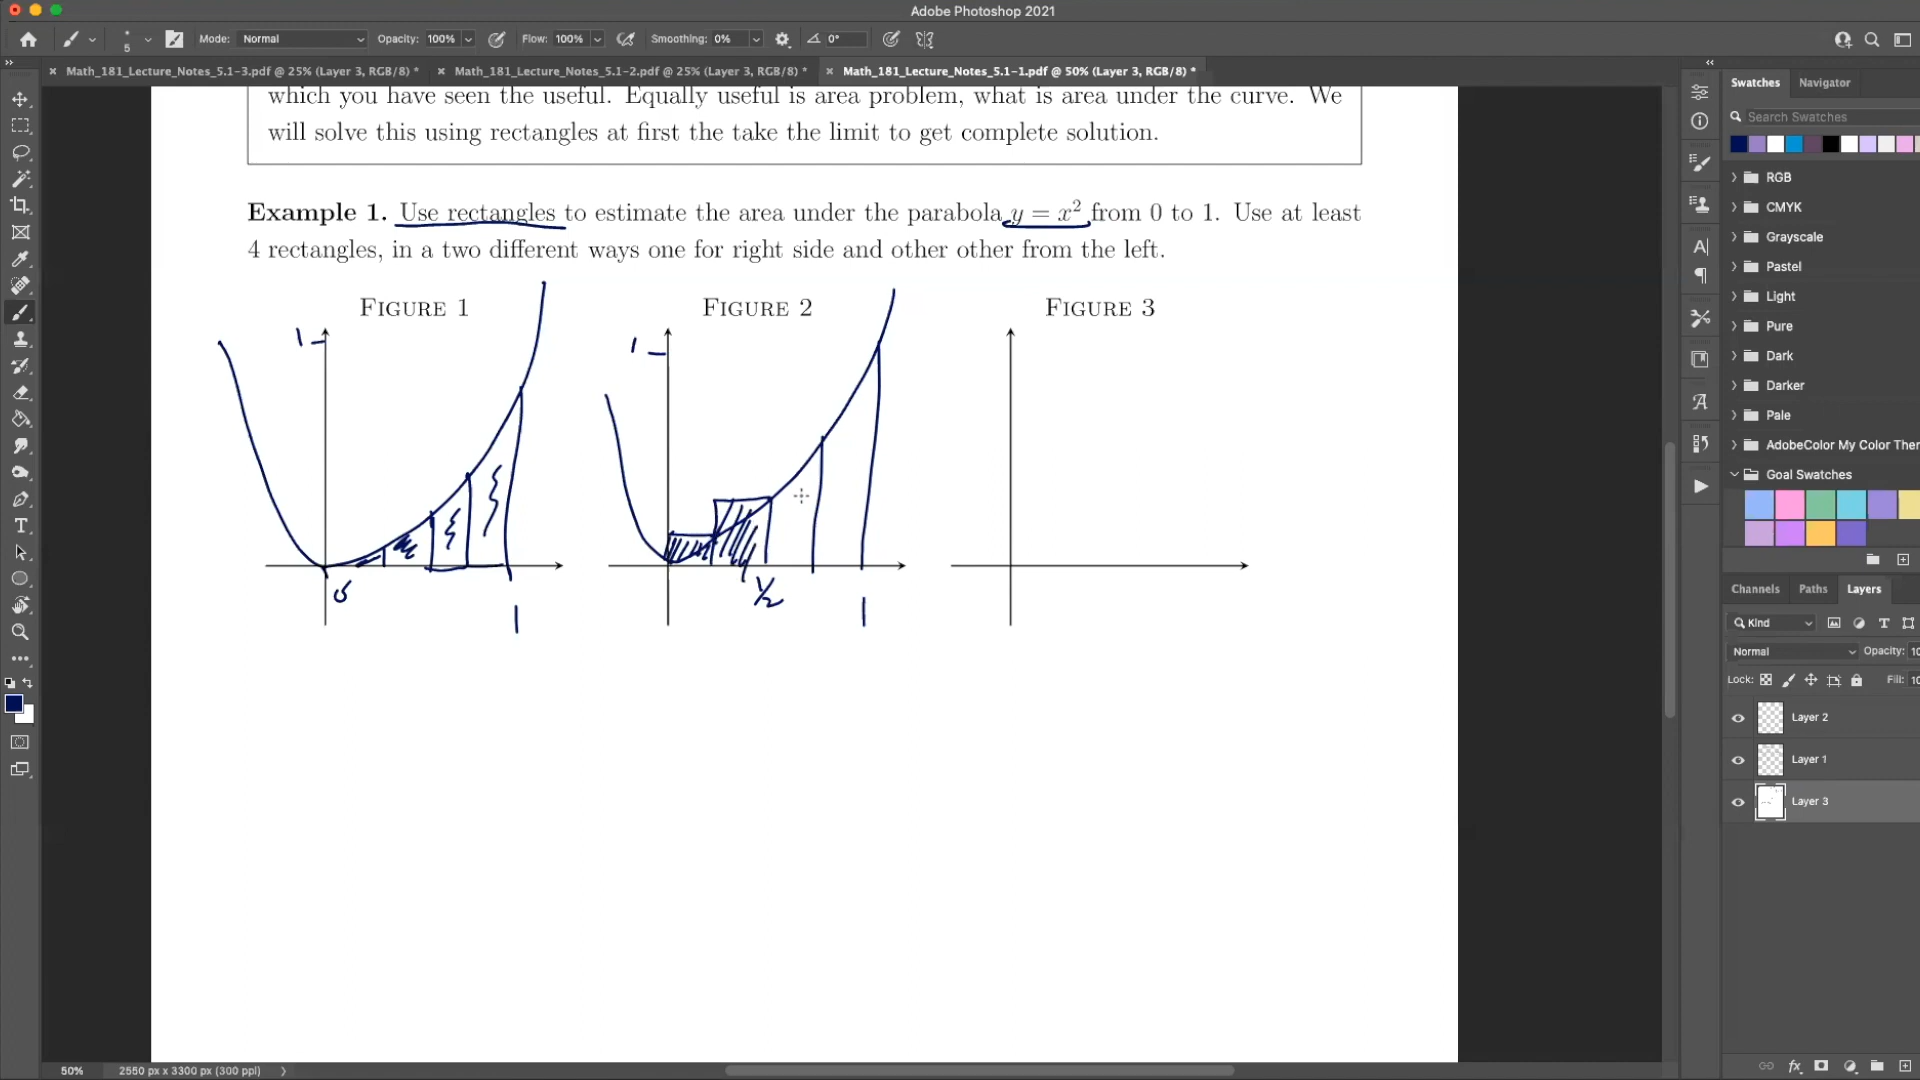 Adobe Photoshop 2021
5 Mode: Normal Opacity: 100% Flow: 100% Smoothing: 0% 0°
Math_181_Lecture_Notes_5.1-3.pdf @ 25% (Layer 3, RGB/8) *
Math_181_Lecture_Notes_5.1-2.pdf @ 25% (Layer 3, RGB/8) *
Math_181_Lecture_Notes_5.1-1.pdf @ 50% (Layer 3, RGB/8) *
which you have seen the useful. Equally useful is area problem, what is area under the curve. We
will solve this using rectangles at first the take the limit to get complete solution.
Example 1. Use rectangles to estimate the area under the parabola y = x² from 0 to 1. Use at least
4 rectangles, in a two different ways one for right side and other other from the left.
Figure 1
Figure 2
Figure 3
1
0
1
1
1/2
1
Swatches
Navigator
Search Swatches
RGB
CMYK
Grayscale
Pastel
Light
Pure
Dark
Darker
Pale
AdobeColor My Color Ther
Goal Swatches
Channels
Paths
Layers
Kind
Normal
Opacity: 10
Lock:
Fill: 10
Layer 2
Layer 1
Layer 3
50%
2550 px x 3300 px (300 ppi)